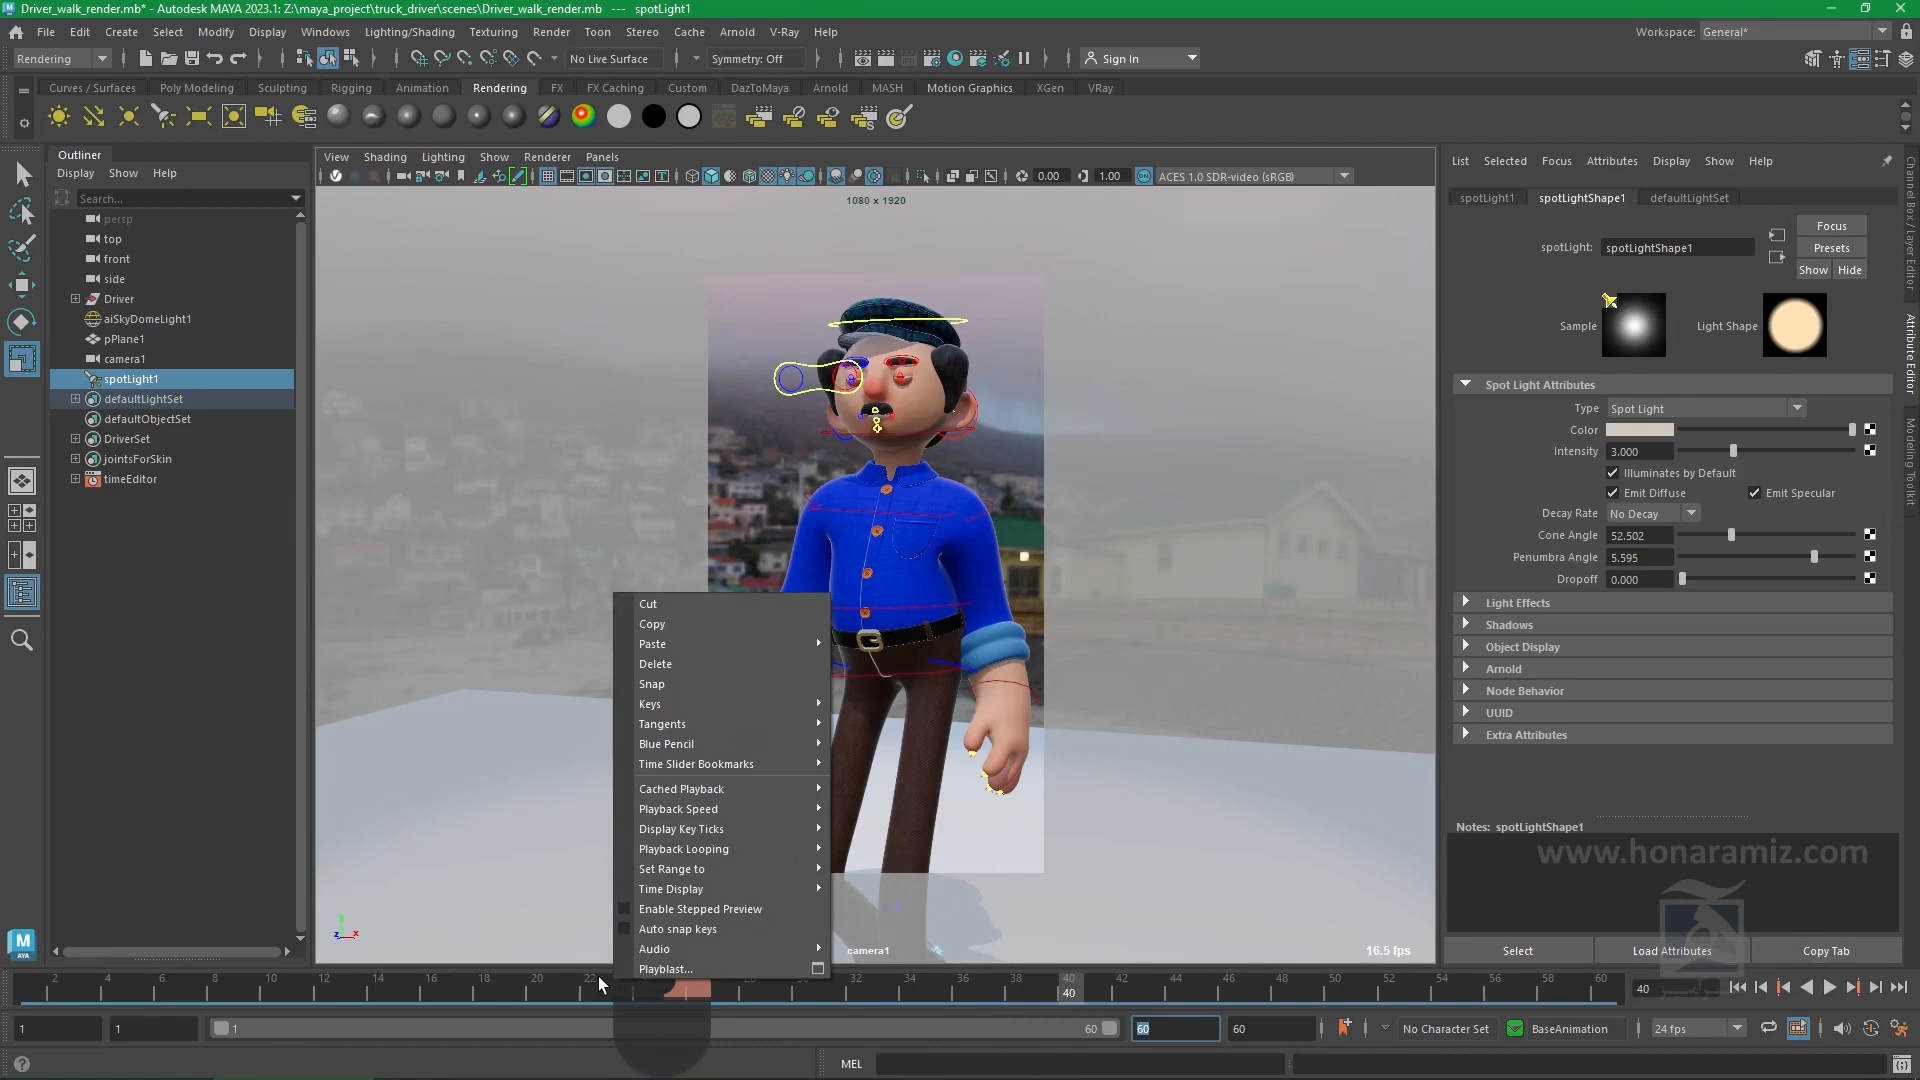 Driver_walk_render.mb* - Autodesk MAYA 2023.1: Z:\maya_project\truck_driver\scenes\Driver_walk_render.mb --- spotLight1
File Edit Create Select Modify Display Windows Lighting/Shading Texturing Render Toon Stereo Cache Arnold V-Ray Help
Workspace: General*
Rendering No Live Surface Symmetry: Off Sign In
Curves / Surfaces Poly Modeling Sculpting Rigging Animation Rendering FX FX Caching Custom DazToMaya Arnold MASH Motion Graphics XGen VRay
Outliner
Display Show Help
Search...
persp
top
front
side
Driver
aiSkyDomeLight1
pPlane1
camera1
spotLight1
defaultLightSet
defaultObjectSet
DriverSet
jointsForSkin
timeEditor
View Shading Lighting Show Renderer Panels
0.00 1.00 ON ACES 1.0 SDR-video (sRGB)
1080 x 1920
Cut
Copy
Paste
Delete
Snap
Keys
Tangents
Blue Pencil
Time Slider Bookmarks
Cached Playback
Playback Speed
Display Key Ticks
Playback Looping
Set Range to
Time Display
Enable Stepped Preview
Auto snap keys
Audio
Playblast...
camera1
16.5 fps
z x
List Selected Focus Attributes Display Show Help
spotLight1 spotLightShape1 defaultLightSet
spotLight: spotLightShape1
Focus
Presets
Show Hide
Sample Light Shape
Spot Light Attributes
Type Spot Light
Color
Intensity 3.000
Illuminates by Default
Emit Diffuse Emit Specular
Decay Rate No Decay
Cone Angle 52.502
Penumbra Angle 5.595
Dropoff 0.000
Light Effects
Shadows
Object Display
Arnold
Node Behavior
UUID
Extra Attributes
Notes: spotLightShape1
www.honaramiz.com
Select Load Attributes Copy Tab
Channel Box / Layer Editor
Attribute Editor
Modeling Toolkit
2 4 6 8 10 12 14 16 18 20 22 28 30 32 34 36 38 40 42 44 46 48 50 52 54 56 58 60
40
40
1 1 1 60 60 60 No Character Set BaseAnimation 24 fps
MEL
MAYA